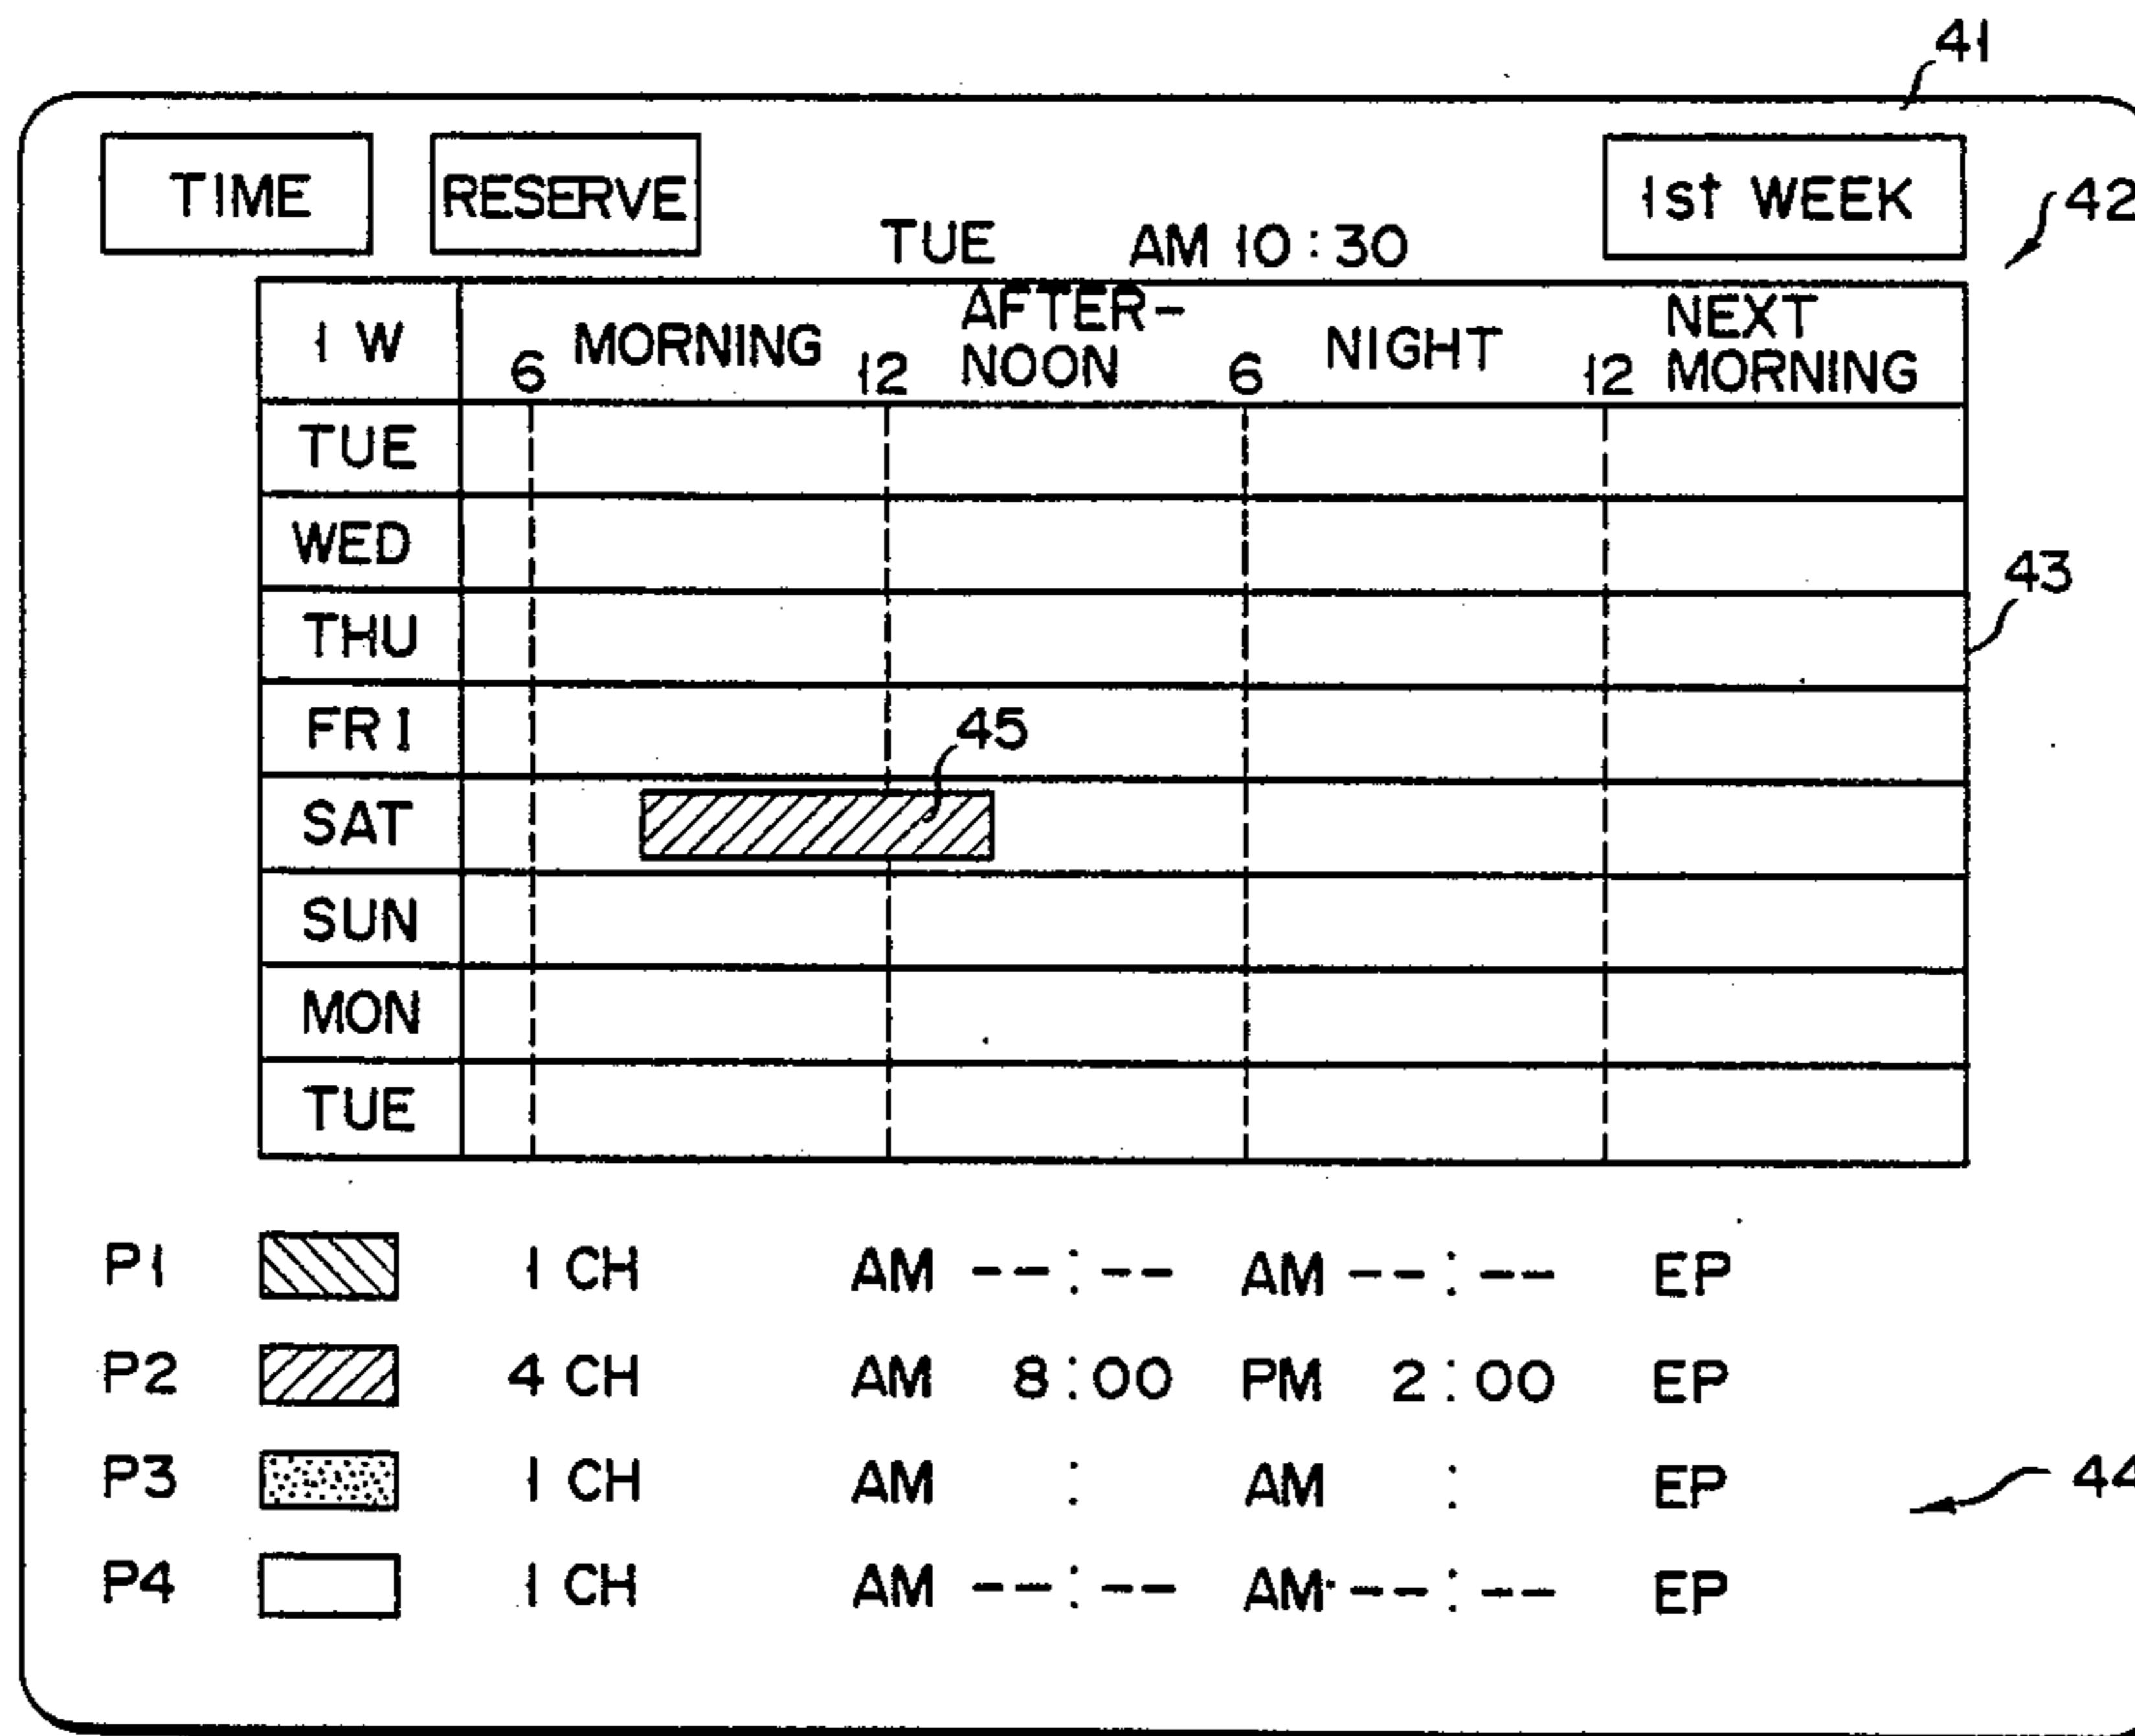 41
TIME RESERVE 1st WEEK
42
TUE AM 10:30
1 W 6 MORNING 12 AFTER-NOON 6 NIGHT 12 NEXT MORNING
TUE
WED
43
THU
FRI
45
SAT
SUN
MON
TUE
P1 1 CH AM --:-- AM --:-- EP
P2 4 CH AM 8:00 PM 2:00 EP
P3 1 CH AM : AM : EP
44
P4 1 CH AM --:-- AM --:-- EP